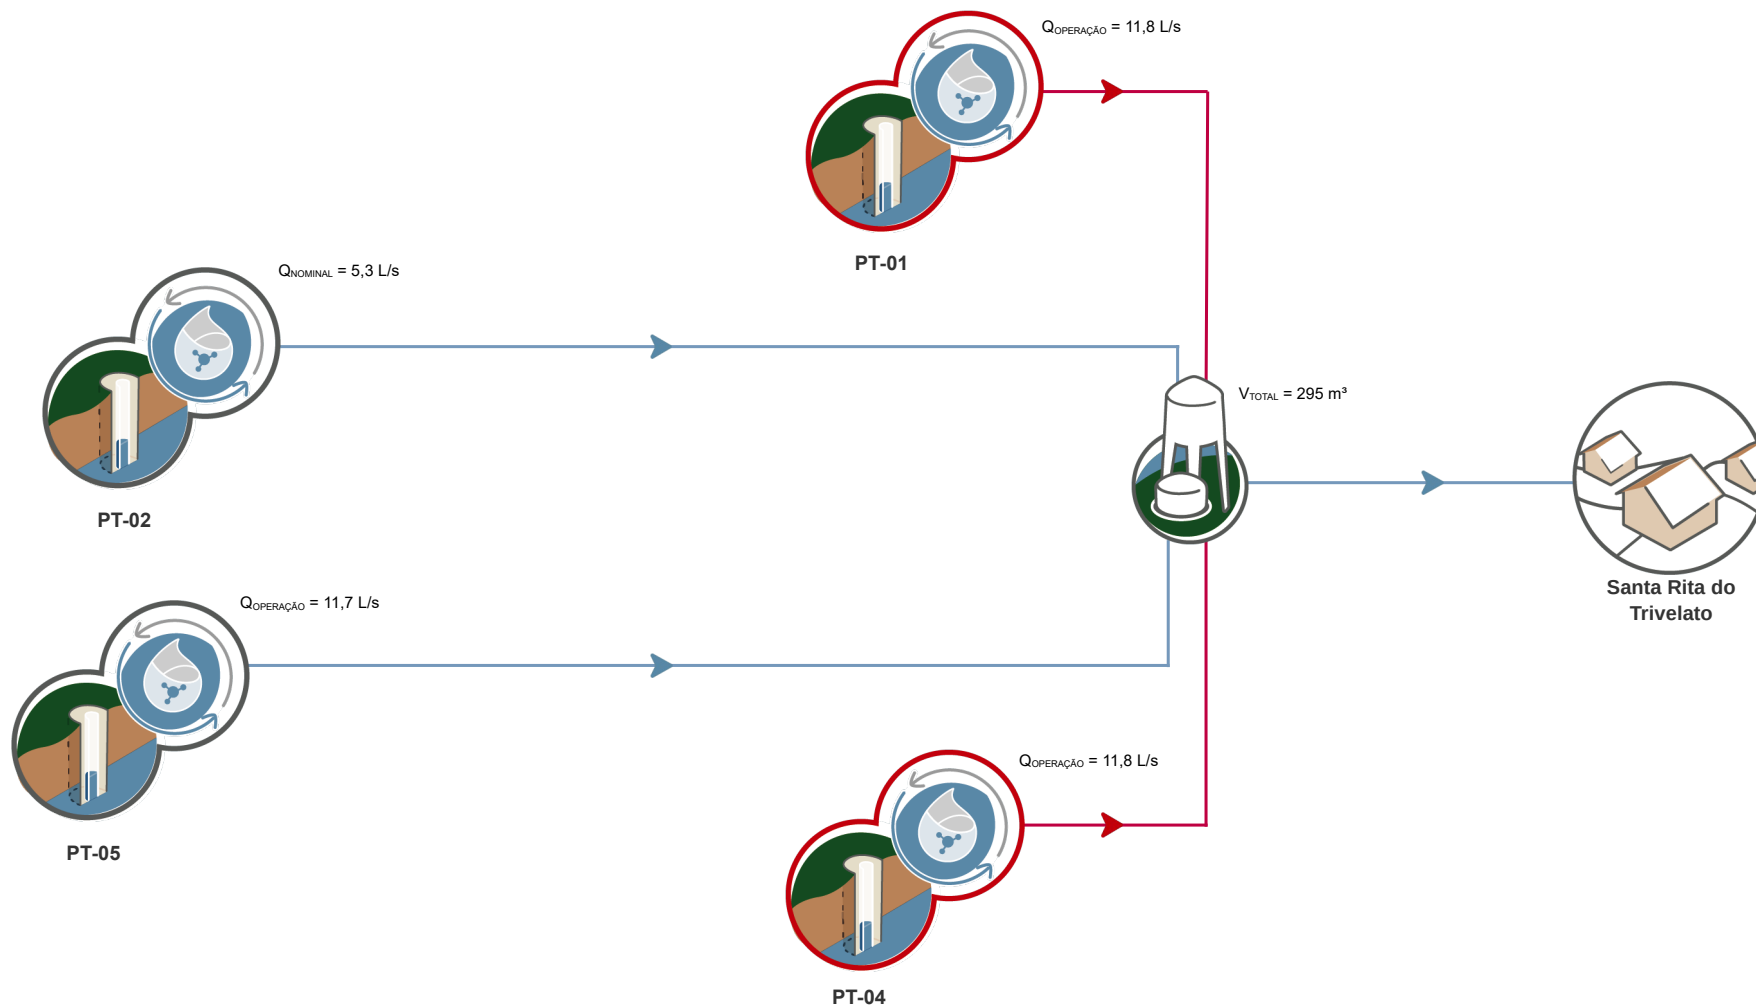 QOPERAÇÃO = 11,8 L/s
PT-01
QNOMINAL = 5,3 L/s
PT-02
VTOTAL = 295 m³
Santa Rita do
Trivelato
QOPERAÇÃO = 11,7 L/s
PT-05
QOPERAÇÃO = 11,8 L/s
PT-04